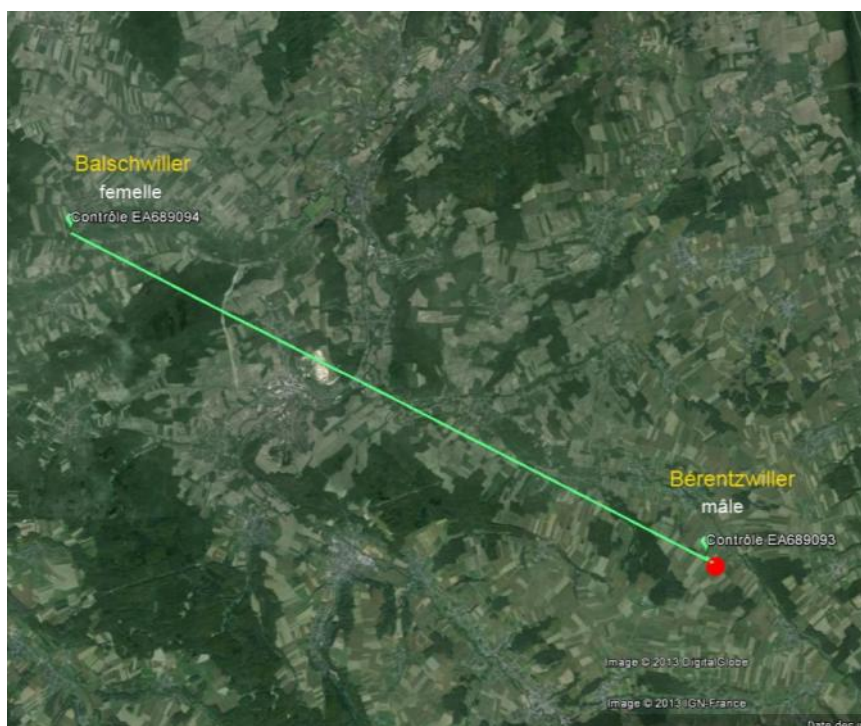 Balschwiller
femelle
Contrôle EA689094
Bérentzwiller
mâle
Contrôle EA689093
Image © 2013 DigitalGlobe
Image © 2013 IGN-France